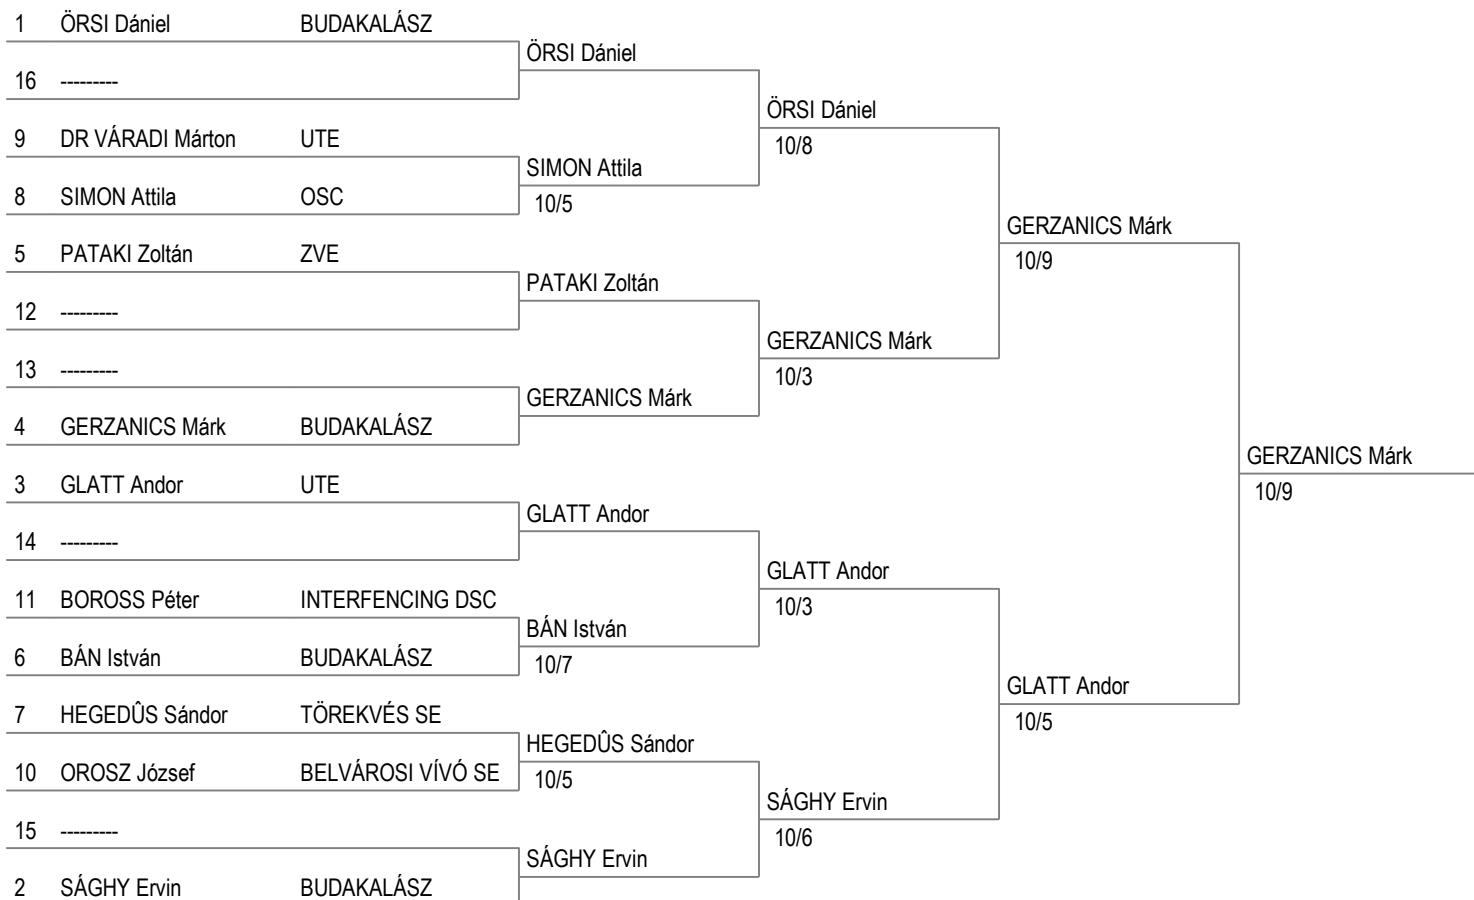 1 ÖRSI Dániel BUDAKALÁSZ
ÖRSI Dániel
16 ---------
ÖRSI Dániel
10/8
9 DR VÁRADI Márton UTE
SIMON Attila
10/5
8 SIMON Attila OSC
GERZANICS Márk
10/9
5 PATAKI Zoltán ZVE
PATAKI Zoltán
12 ---------
GERZANICS Márk
10/3
13 ---------
GERZANICS Márk
4 GERZANICS Márk BUDAKALÁSZ
GERZANICS Márk
10/9
3 GLATT Andor UTE
GLATT Andor
14 ---------
GLATT Andor
10/3
11 BOROSS Péter INTERFENCING DSC
BÁN István
10/7
6 BÁN István BUDAKALÁSZ
GLATT Andor
10/5
7 HEGEDÛS Sándor TÖREKVÉS SE
HEGEDÛS Sándor
10/5
10 OROSZ József BELVÁROSI VÍVÓ SE
SÁGHY Ervin
10/6
15 ---------
SÁGHY Ervin
2 SÁGHY Ervin BUDAKALÁSZ